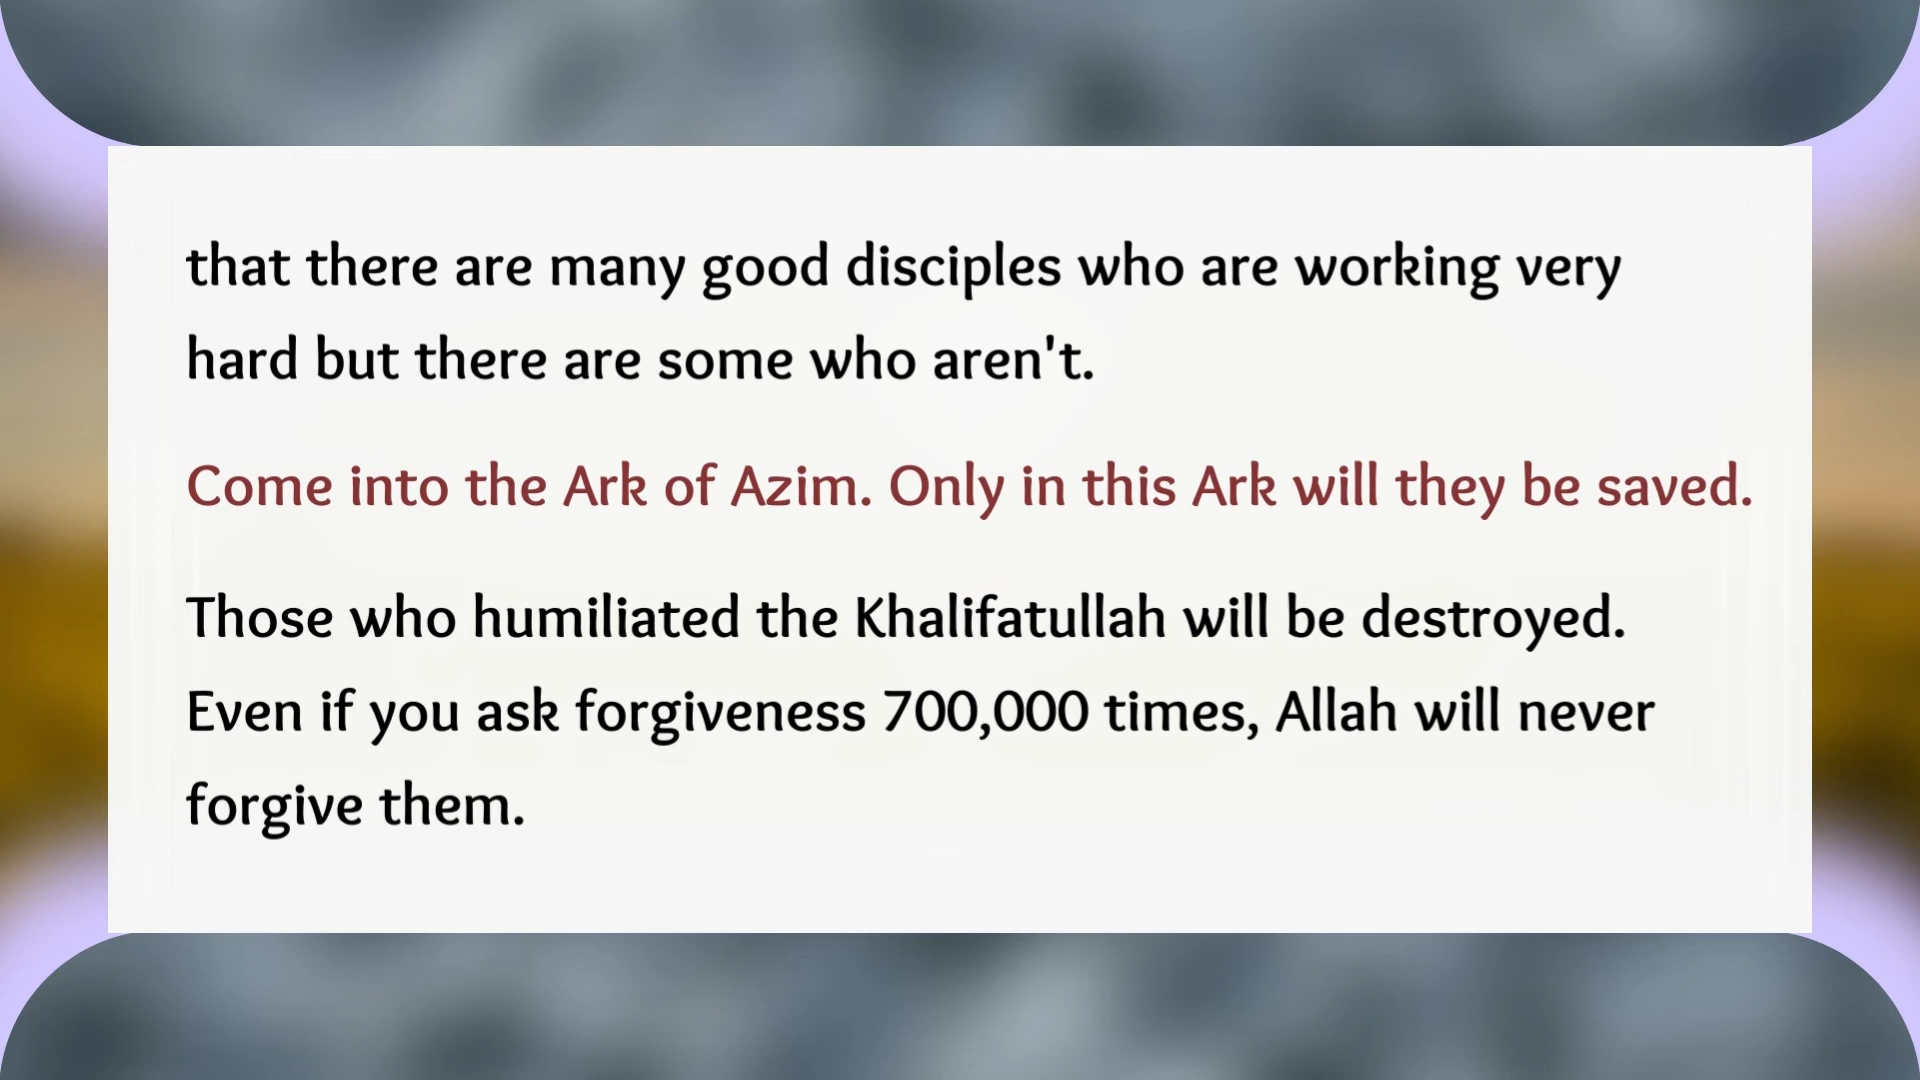 that there are many good disciples who are working very
hard but there are some who aren't.
Come into the Ark of Azim. Only in this Ark will they be saved.
Those who humiliated the Khalifatullah will be destroyed.
Even if you ask forgiveness 700,000 times, Allah will never
forgive them.